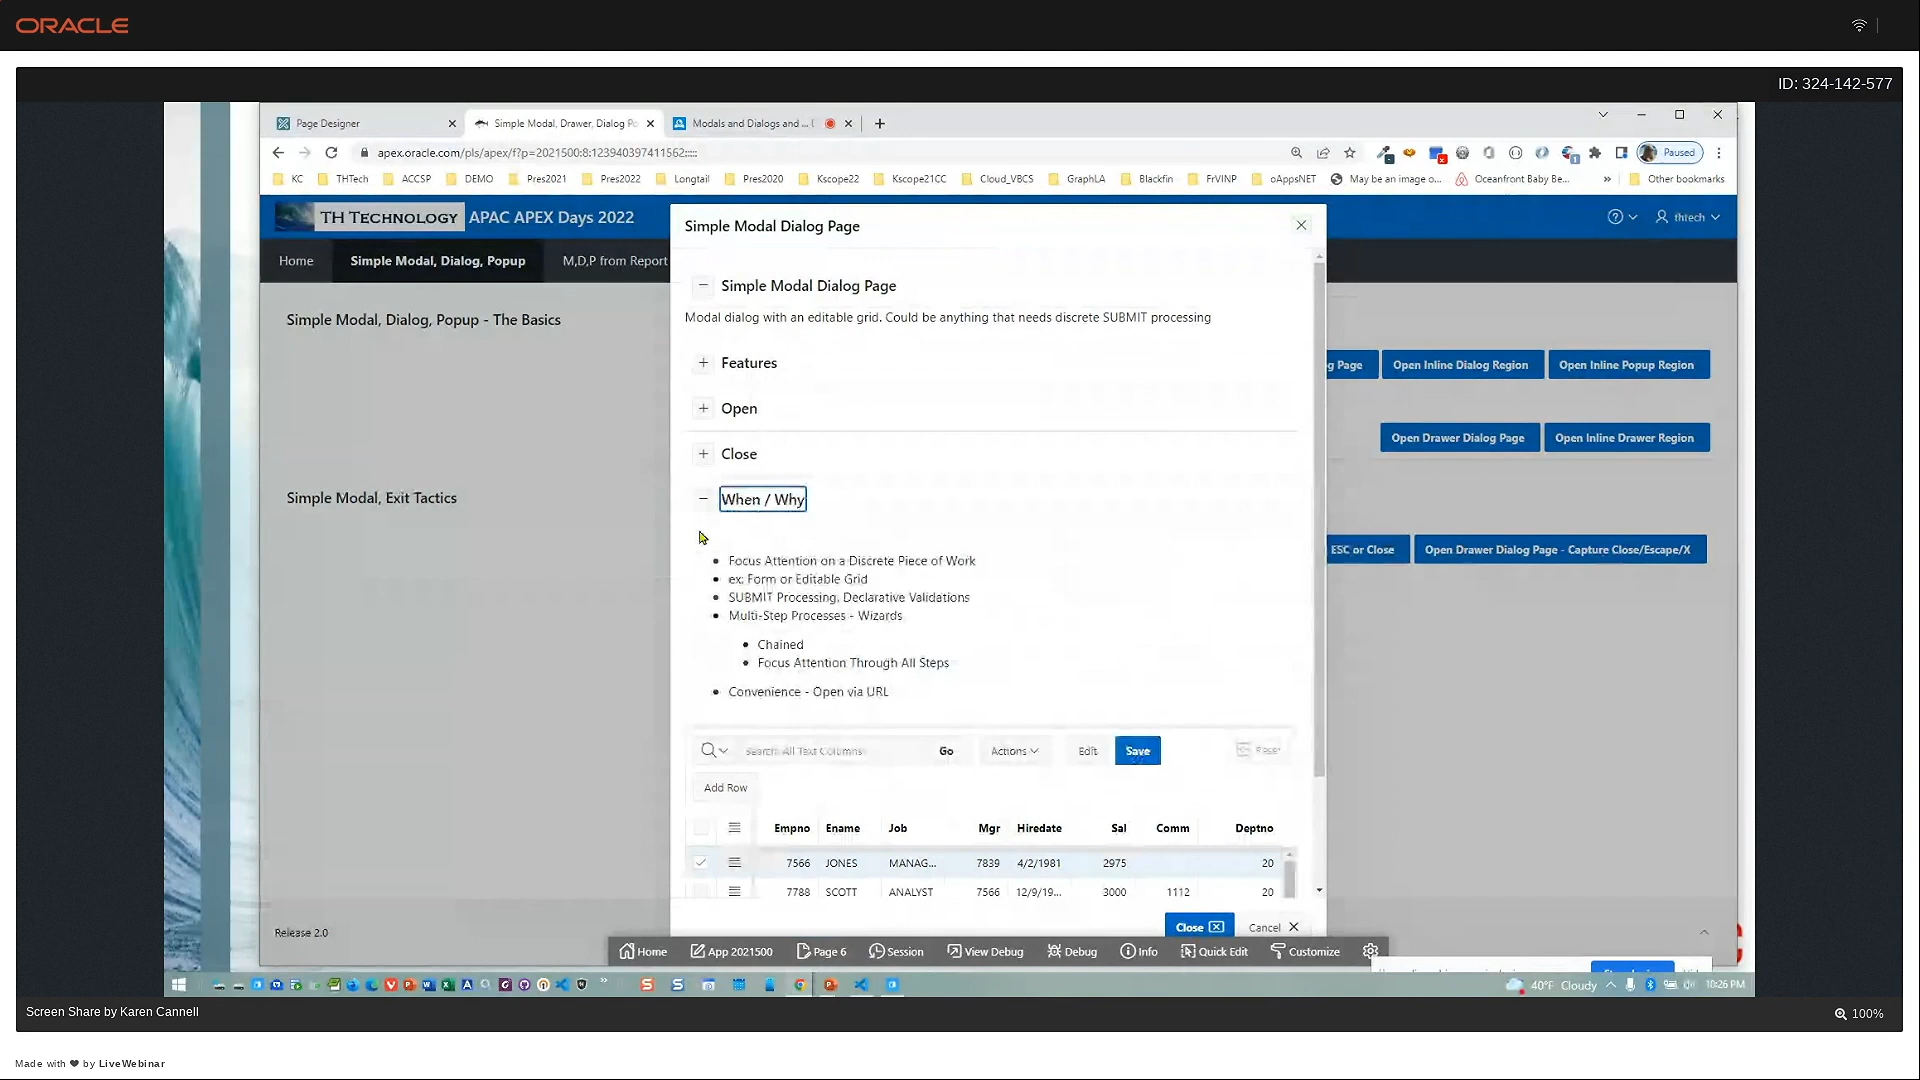 ORACLE
ID: 324-142-577
Page Designer
Simple Modal, Drawer, Dialog Po
Modals and Dialogs and ...
apex.oracle.com/pls/apex/f?p=2021500:8:123940397411562:::::
Paused
KC
THTech
ACCSP
DEMO
Pres2021
Pres2022
Longtail
Pres2020
Kscope22
Kscope21CC
Cloud_VBCS
GraphLA
Blackfin
FrVINP
oAppsNET
May be an image o...
Oceanfront Baby Be...
»
Other bookmarks
TH TECHNOLOGY APAC APEX Days 2022
thtech
Home
Simple Modal, Dialog, Popup
M,D,P from Report
Simple Modal Dialog Page
Simple Modal Dialog Page
Modal dialog with an editable grid. Could be anything that needs discrete SUBMIT processing
Features
Open
Close
When / Why
Focus Attention on a Discrete Piece of Work
ex: Form or Editable Grid
SUBMIT Processing, Declarative Validations
Multi-Step Processes - Wizards
Chained
Focus Attention Through All Steps
Convenience - Open via URL
Search: All Text Columns
Go
Actions
Edit
Save
Reset
Add Row
Empno Ename Job Mgr Hiredate Sal Comm Deptno
7566 JONES MANAG... 7839 4/2/1981 2975 20
7788 SCOTT ANALYST 7566 12/9/19... 3000 1112 20
Close
Cancel
Simple Modal, Dialog, Popup - The Basics
g Page
Open Inline Dialog Region
Open Inline Popup Region
Open Drawer Dialog Page
Open Inline Drawer Region
Simple Modal, Exit Tactics
ESC or Close
Open Drawer Dialog Page - Capture Close/Escape/X
Release 2.0
Home
App 2021500
Page 6
Session
View Debug
Debug
Info
Quick Edit
Customize
40°F Cloudy
10:26 PM
Screen Share by Karen Cannell
100%
Made with ❤ by LiveWebinar